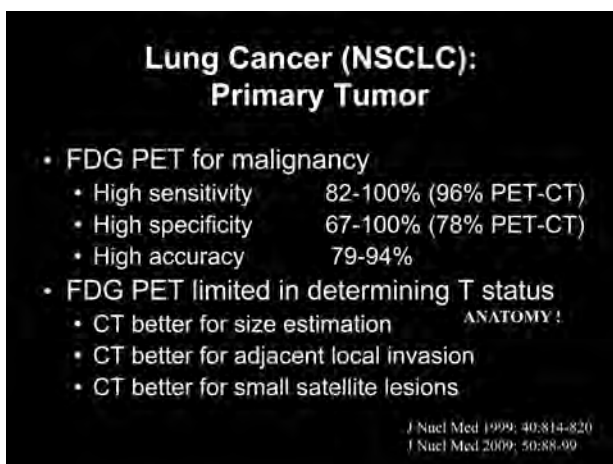 Lung Cancer (NSCLC):
Primary Tumor
• FDG PET for malignancy
• High sensitivity 82-100% (96% PET-CT)
• High specificity 67-100% (78% PET-CT)
• High accuracy 79-94%
• FDG PET limited in determining T status
• CT better for size estimation ANATOMY !
• CT better for adjacent local invasion
• CT better for small satellite lesions
J Nucl Med 1999; 40:814-820
J Nucl Med 2009; 50:88-99